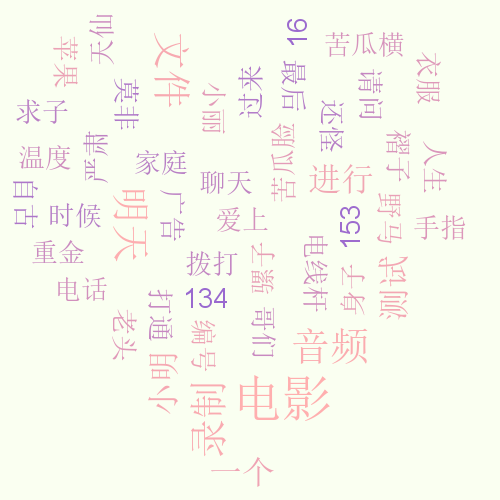 天仙
16
苹果
文件
苦瓜横
过来
最后
请问
衣服
莫非
小丽
求子
还怪
严肃
褶子
人生
温度
家庭
苦瓜脸
聊天
进行
自古
时候
明天
广告
爱上
153
野马
手指
重金
拨打
骡子
电线杆
身子
测试
电话
打通
134
老头
编号
哥们
音频
小明
录制
电影
一个